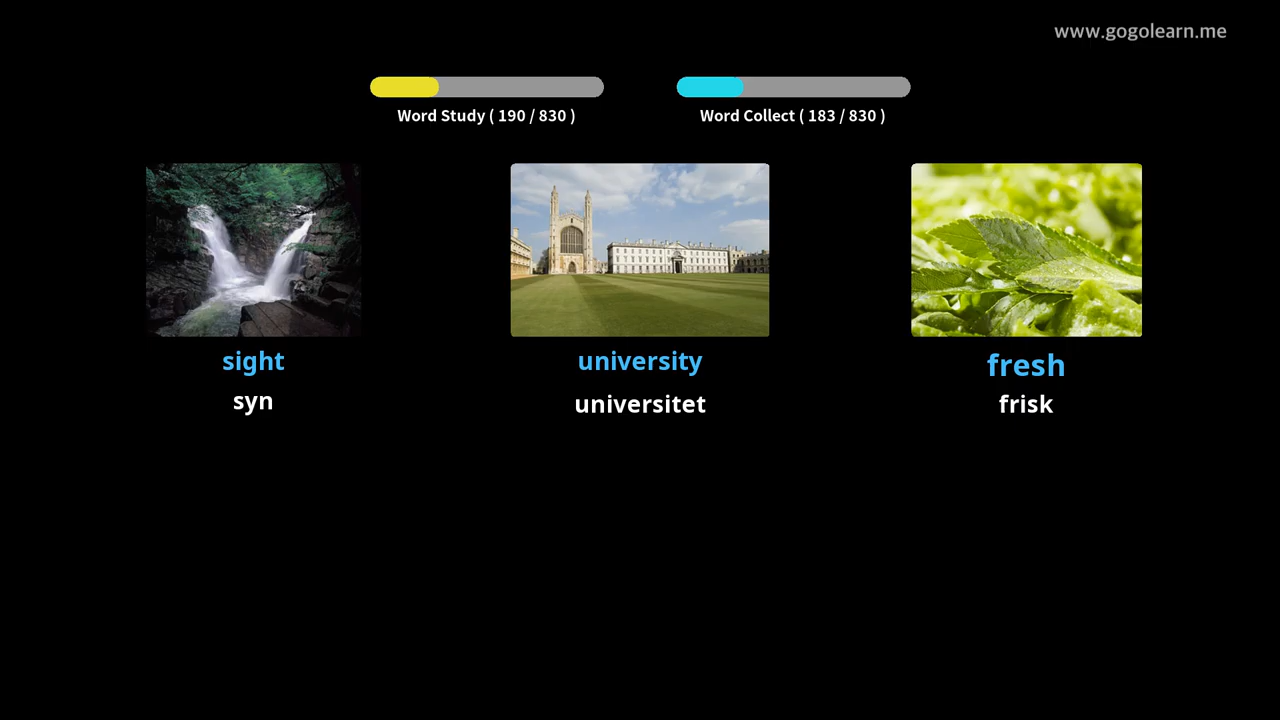 www.gogolearn.me
Word Study ( 190 / 830 )
Word Collect ( 183 / 830 )
sight
syn
university
universitet
fresh
frisk